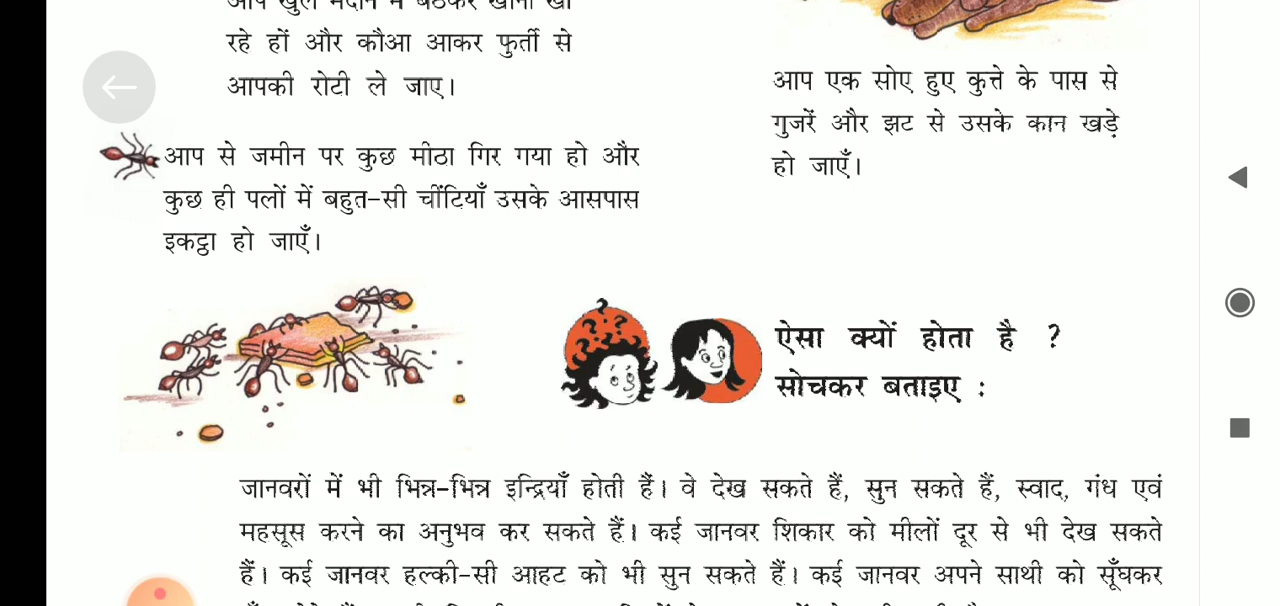 आप खुले मैदान में बैठकर खाना खा
रहे हों और कौआ आकर फुर्ती से
आपकी रोटी ले जाए।
आप एक सोए हुए कुत्ते के पास से
गुजरें और झट से उसके कान खड़े
हो जाएँ।
आप से जमीन पर कुछ मीठा गिर गया हो और
कुछ ही पलों में बहुत-सी चींटियाँ उसके आसपास
इकट्ठा हो जाएँ।
ऐसा क्यों होता है ?
सोचकर बताइए :
जानवरों में भी भिन्न-भिन्न इन्द्रियाँ होती हैं। वे देख सकते हैं, सुन सकते हैं, स्वाद, गंध एवं
महसूस करने का अनुभव कर सकते हैं। कई जानवर शिकार को मीलों दूर से भी देख सकते
हैं। कई जानवर हल्की-सी आहट को भी सुन सकते हैं। कई जानवर अपने साथी को सूँघकर